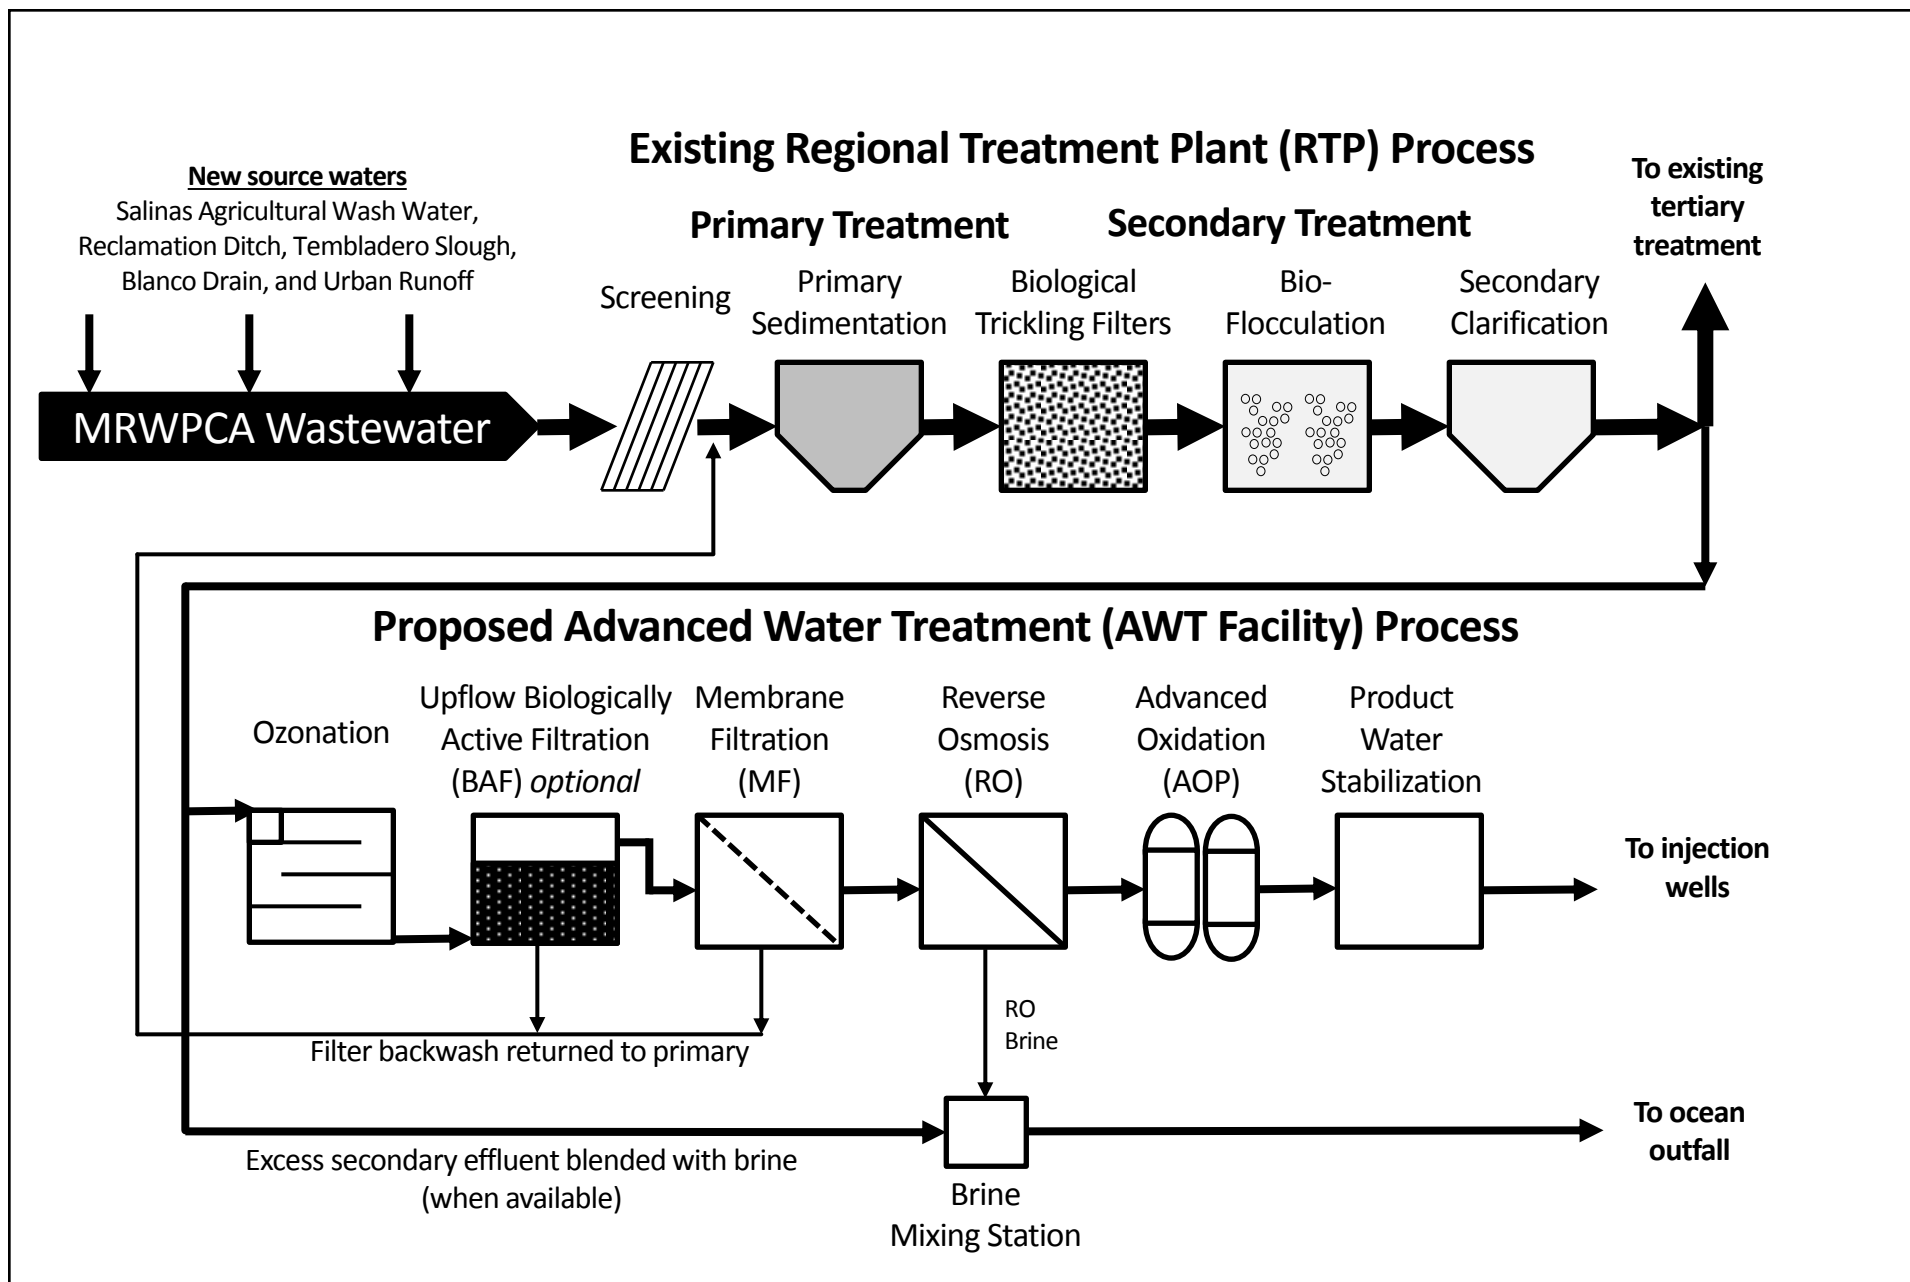 Existing Regional Treatment Plant (RTP) Process
New source waters
Salinas Agricultural Wash Water,
Reclamation Ditch, Tembladero Slough,
Blanco Drain, and Urban Runoff
To existing
tertiary
treatment
Primary Treatment
Secondary Treatment
Screening
Primary
Sedimentation
Biological
Trickling Filters
Bio-
Flocculation
Secondary
Clarification
MRWPCA Wastewater
Proposed Advanced Water Treatment (AWT Facility) Process
Ozonation
Upflow Biologically
Active Filtration
(BAF) optional
Membrane
Filtration
(MF)
Reverse
Osmosis
(RO)
Advanced
Oxidation
(AOP)
Product
Water
Stabilization
To injection
wells
RO
Brine
Filter backwash returned to primary
To ocean
outfall
Excess secondary effluent blended with brine
(when available)
Brine
Mixing Station